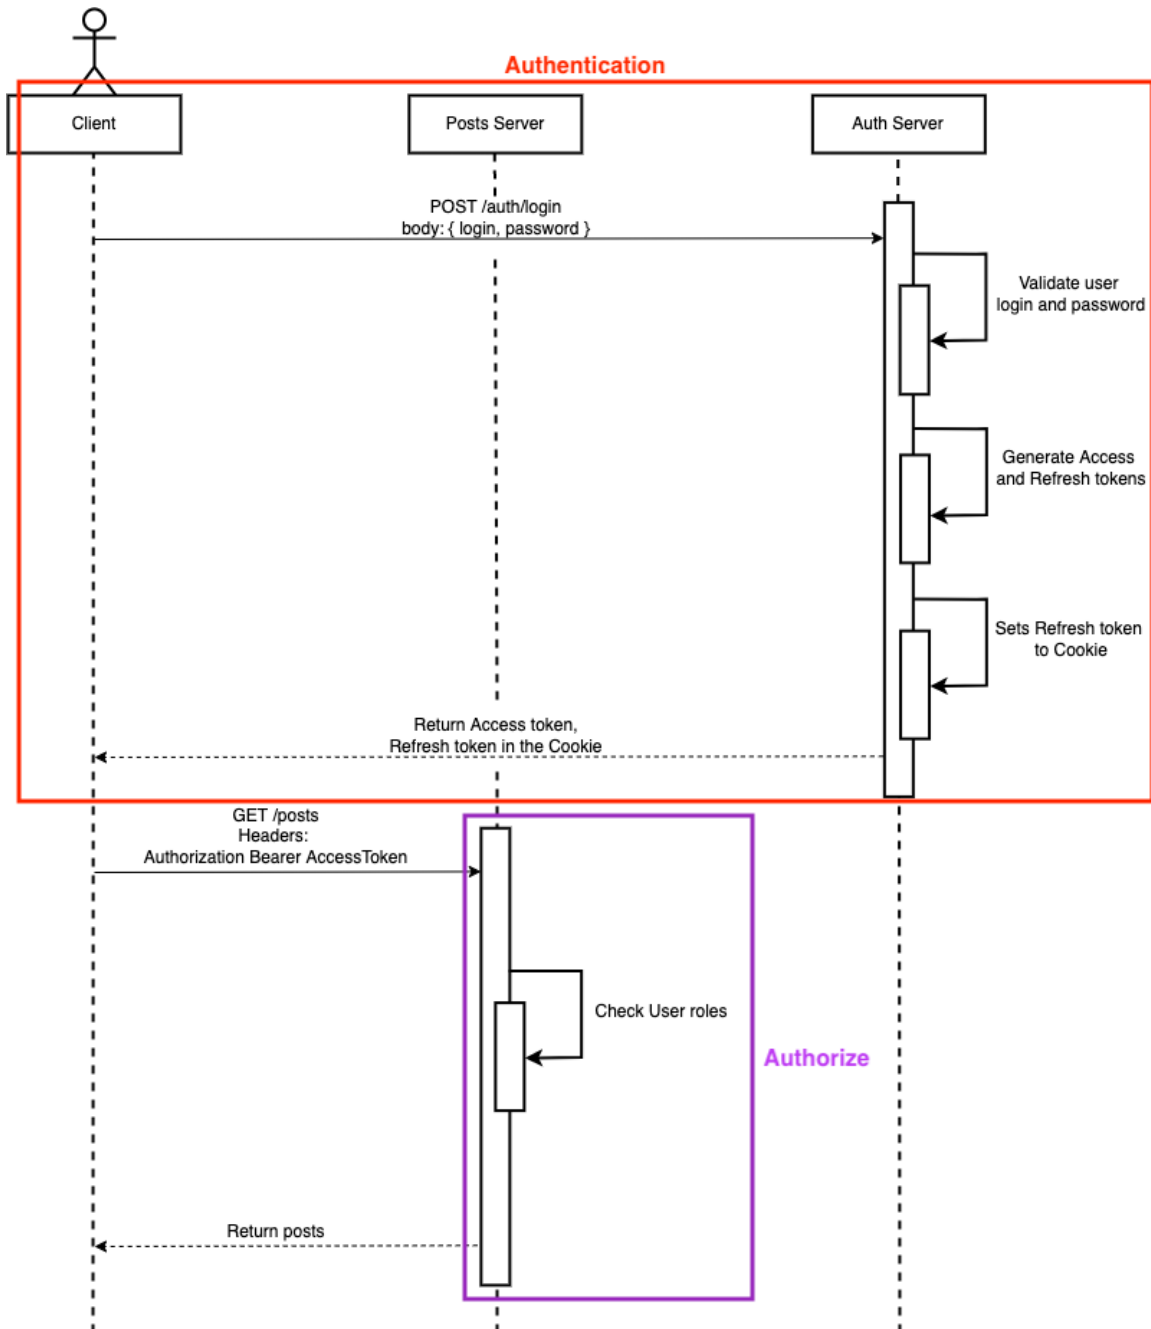 Authentication
Client
Posts Server
Auth Server
POST /auth/login
body: { login, password }
Validate user
login and password
Generate Access
and Refresh tokens
Sets Refresh token
to Cookie
Return Access token,
Refresh token in the Cookie
GET /posts
Headers:
Authorization Bearer AccessToken
Check User roles
Authorize
Return posts